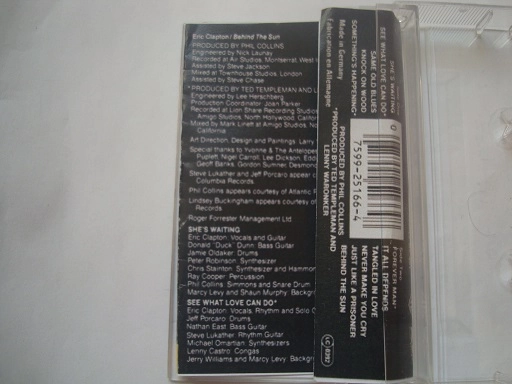 Eric Clapton/Behind The Sun
PRODUCED BY PHIL COLLINS
Engineered by Nick Launay
Recorded at Air Studios, Montserrat, West
Assisted by Steve Jackson
Mixed at Townhouse Studios, London
Assisted by Steve Chase
*PRODUCED BY TED TEMPLEMAN AND L
Engineered by Lee Herschberg
Production Coordinator: Joan Parker
Recorded at Lion Share Recording Studios
Amigo Studios, North Hollywood, Califor
Mixed by Mark Linett at Amigo Studios, No
California
Art Direction, Design and Paintings: Larry
Special thanks to Yvonne & The Antelope
Puplett, Nigel Carroll, Lee Dickson, Edd
Geoff Banks, Gordon Sumner, Desmond
Steve Lukather and Jeff Porcaro appear c
Columbia Records
Phil Collins appears courtesy of Atlantic R
Lindsey Buckingham appears courtesy of
Records
Roger Forrester Management Ltd.
SHE'S WAITING
Eric Clapton: Vocals and Guitar
Donald "Duck" Dunn: Bass Guitar
Jamie Oldaker: Drums
Peter Robinson: Synthesizer
Chris Stainton: Synthesizer and Hammon
Ray Cooper: Percussion
Phil Collins: Simmons and Snare Drum
Marcy Levy and Shaun Murphy: Backgr
SEE WHAT LOVE CAN DO*
Eric Clapton: Vocals, Rhythm and Solo G
Jeff Porcaro: Drums
Nathan East: Bass Guitar
Steve Lukather: Rhythm Guitar
Michael Omartian: Synthesizers
Lenny Castro: Congas
Jerry Williams and Marcy Levy: Backgr
SHE'S WAITING
SEE WHAT LOVE CAN DO*
SAME OLD BLUES
KNOCK ON WOOD
SOMETHING'S HAPPENING*
Made in Germany
Fabrication en Allemagne
0
7599-25166-4
PRODUCED BY PHIL COLLINS
*PRODUCED BY TED TEMPLEMAN AND
LENNY WARONKER
FOREVER MAN*
IT ALL DEPENDS
TANGLED IN LOVE
NEVER MAKE YOU CRY
JUST LIKE A PRISONER
BEHIND THE SUN
LC 0392